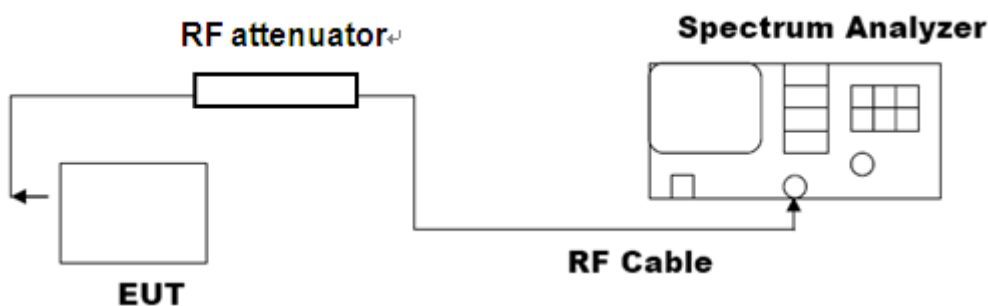 RF attenuator↵
Spectrum Analyzer
RF Cable
EUT